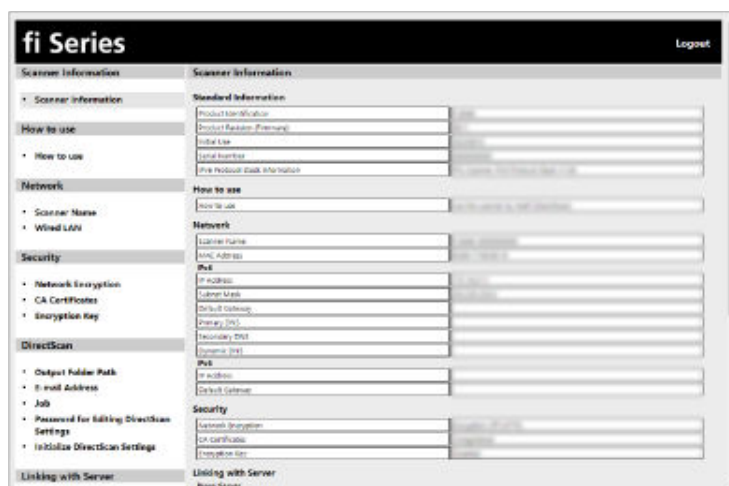 fi Series
Logout
Scanner Information
Scanner Information
How to use
How to use
Network
Scanner Name
Wired LAN
Security
Network Encryption
CA Certificates
Encryption Key
DirectScan
Output Folder Path
E-mail Address
Job
Password for Editing DirectScan
Settings
Initialize DirectScan Settings
Linking with Server
Scanner Information
Standard Information
Product Identification
Product Revision (Firmware)
Initial Use
Serial Number
IPv6 Protocol Stack Information
How to use
How to use
Network
Scanner Name
MAC Address
IP Address
Subnet Mask
Default Gateway
Primary DNS
Secondary DNS
Dynamic DNS
IP Address
Default Gateway
Security
Network Encryption
CA Certificates
Encryption Key
Linking with Server